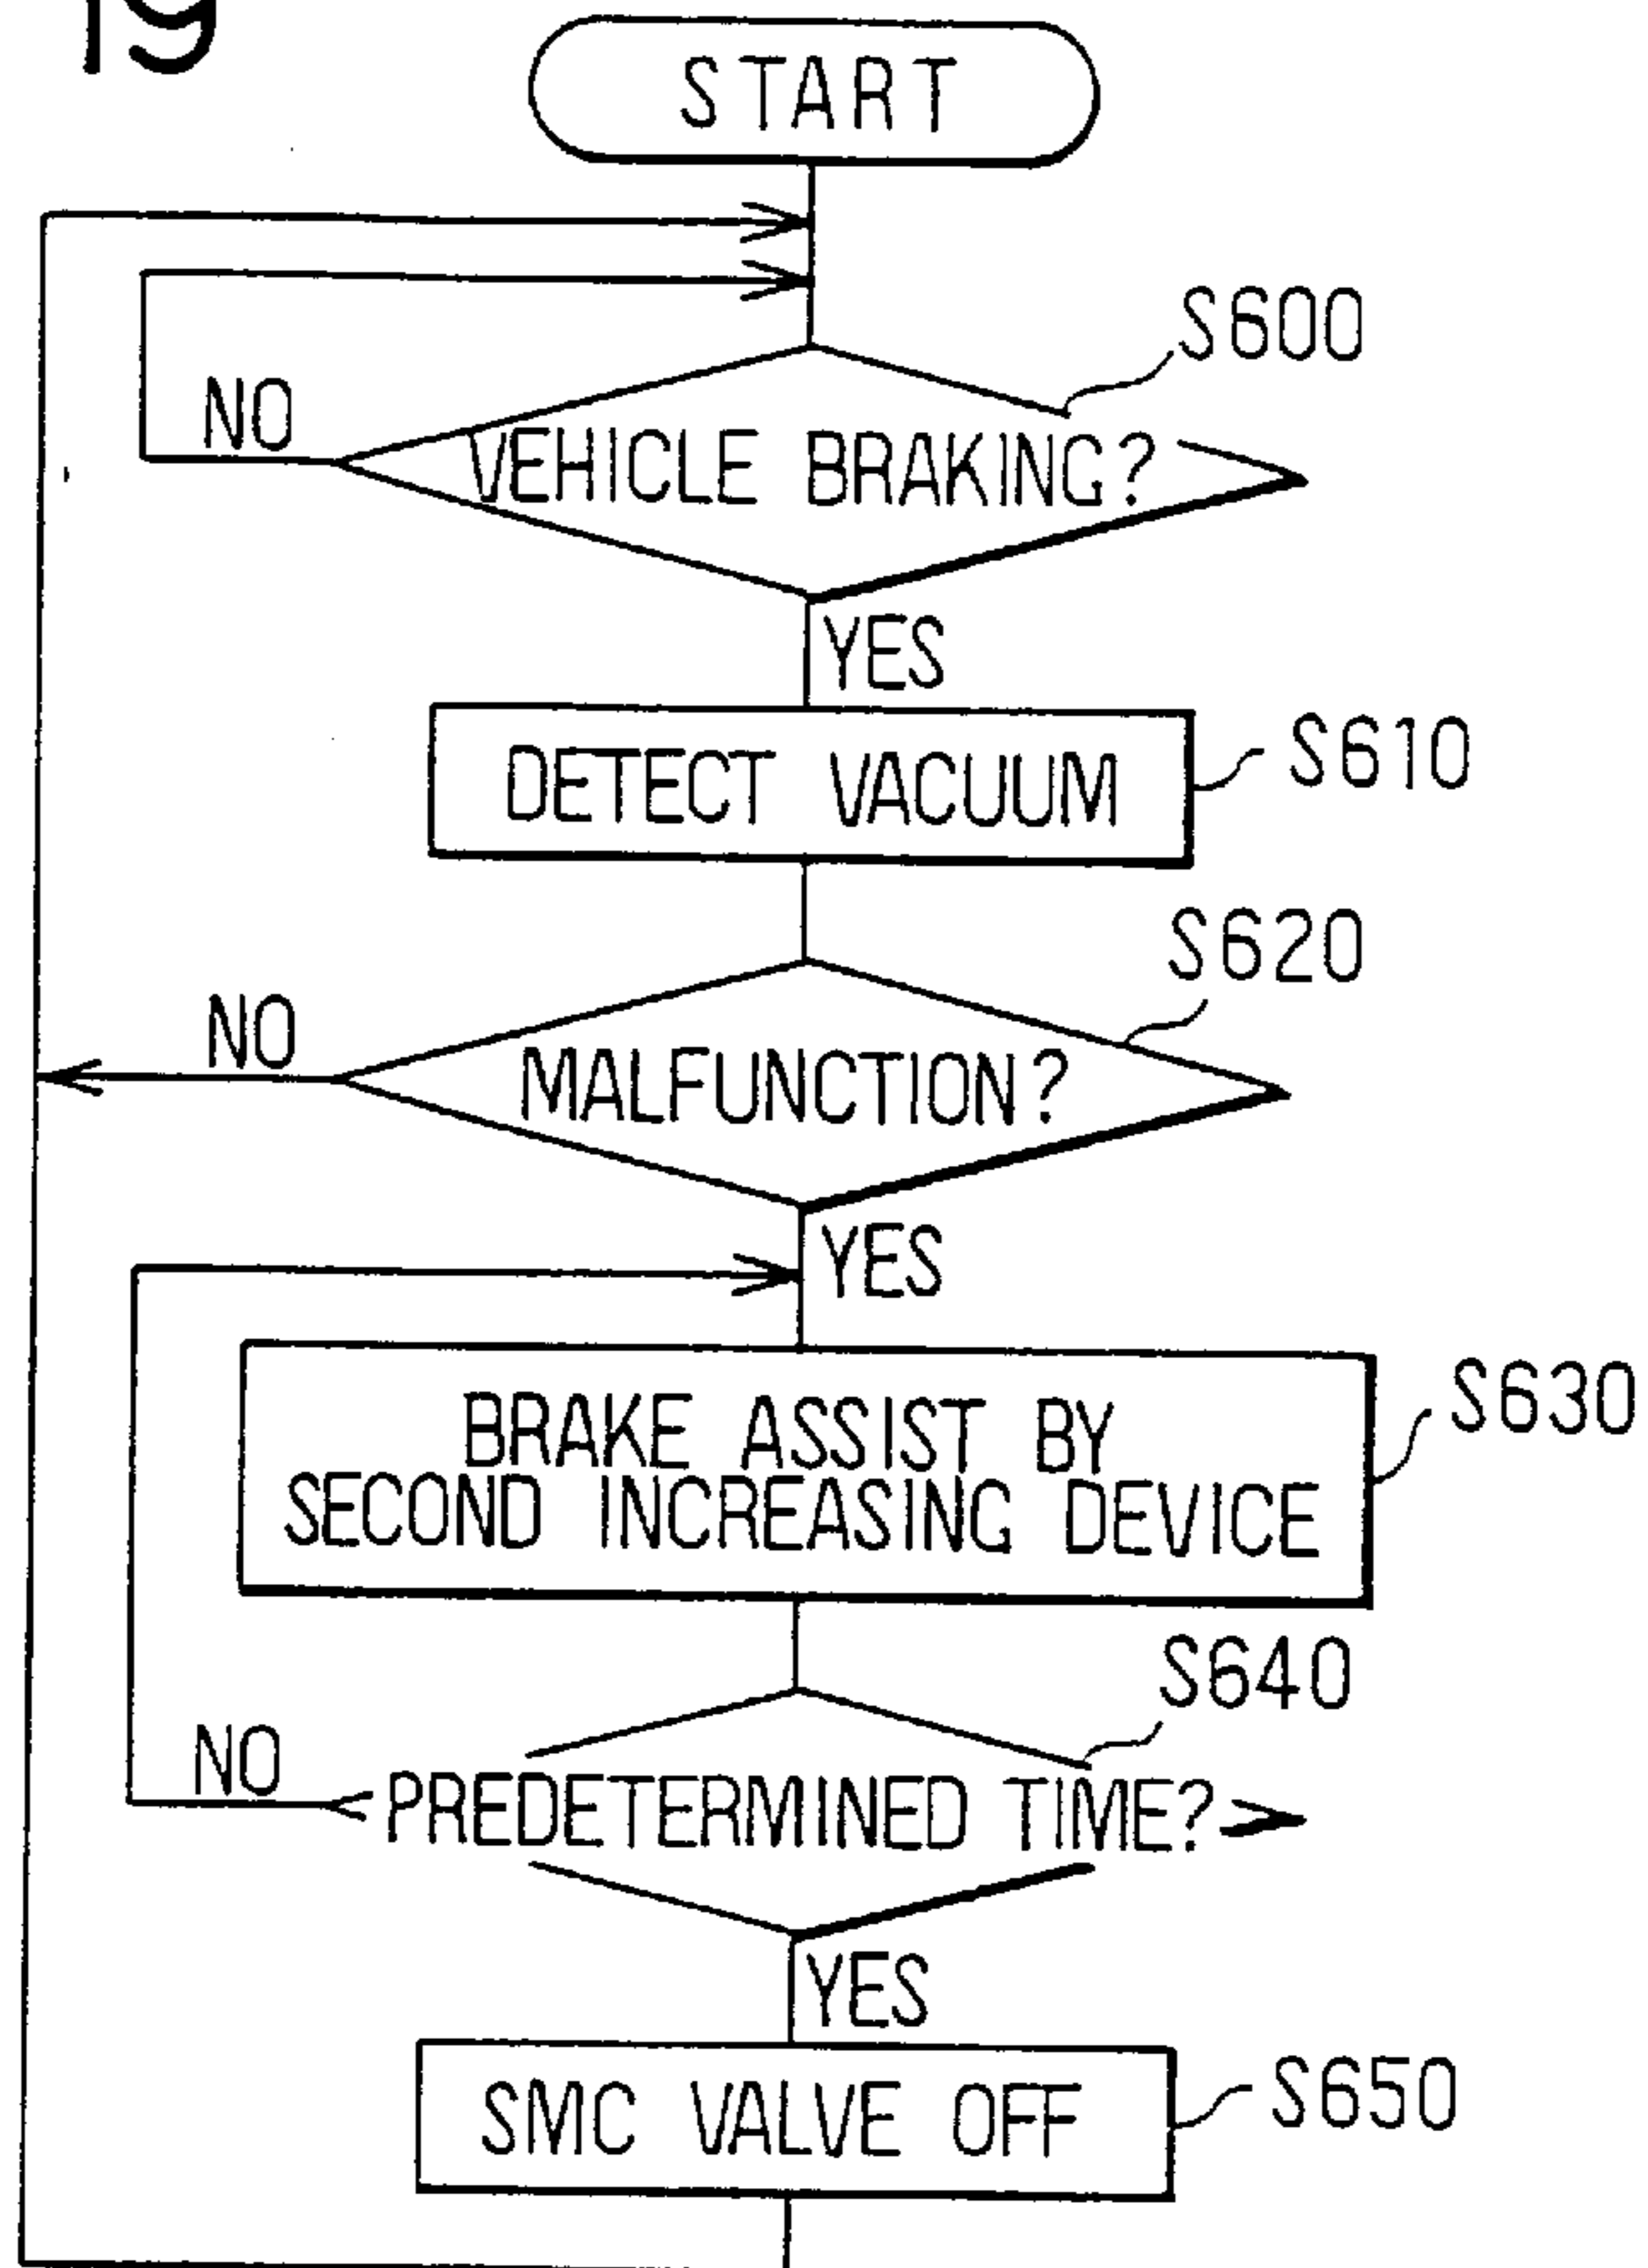 19
START
S600
NO
VEHICLE BRAKING?
YES
DETECT VACUUM
S610
S620
NO
MALFUNCTION?
YES
BRAKE ASSIST BY
SECOND INCREASING DEVICE
S630
S640
NO
PREDETERMINED TIME?
YES
SMC VALVE OFF
S650